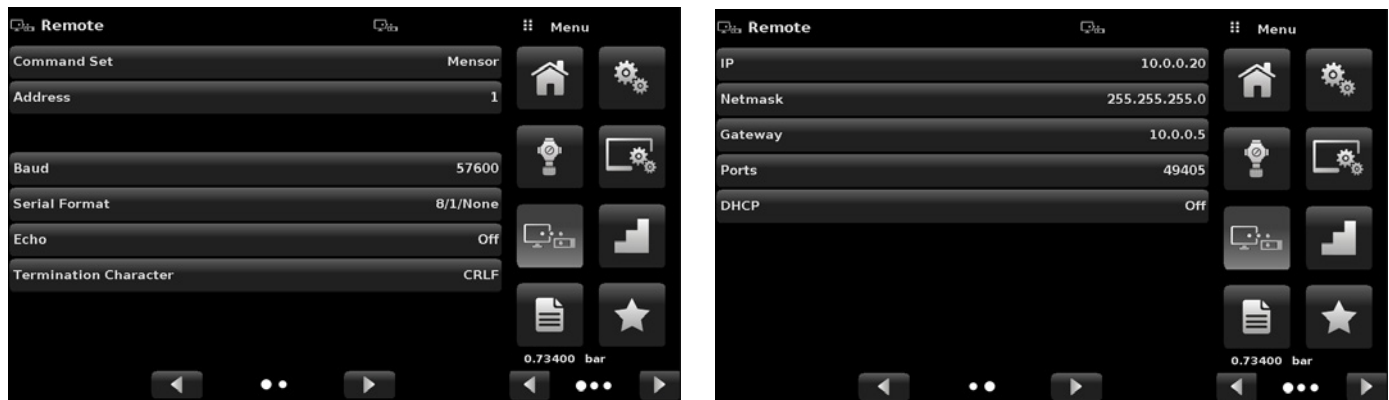 Remote
Menu
Command Set Mensor
Address 1
Baud 57600
Serial Format 8/1/None
Echo Off
Termination Character CRLF
0.73400 bar
Remote
Menu
IP 10.0.0.20
Netmask 255.255.255.0
Gateway 10.0.0.5
Ports 49405
DHCP Off
0.73400 bar